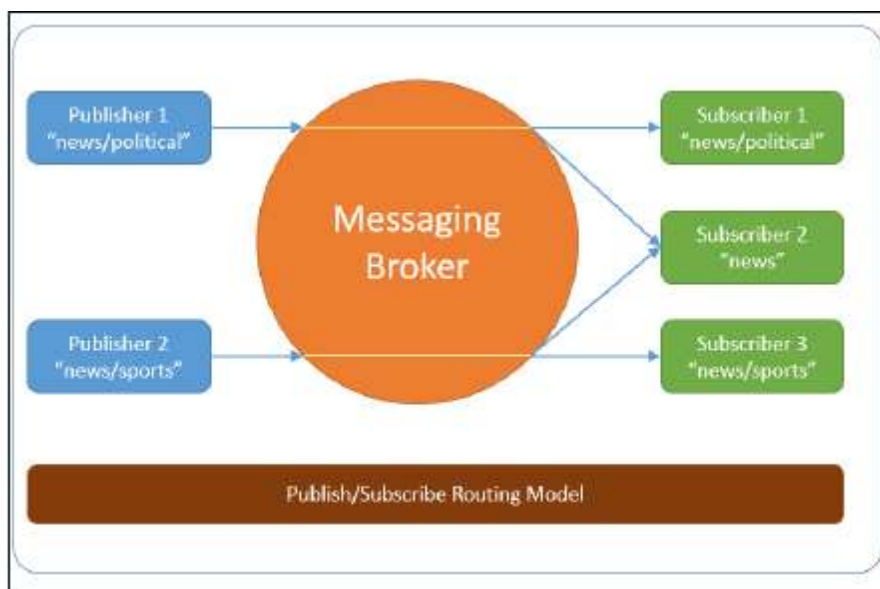 Publisher 1
“news/political”
Subscriber 1
“news/political”
Messaging
Broker
Subscriber 2
“news”
Publisher 2
“news/sports”
Subscriber 3
“news/sports”
Publish/Subscribe Routing Model